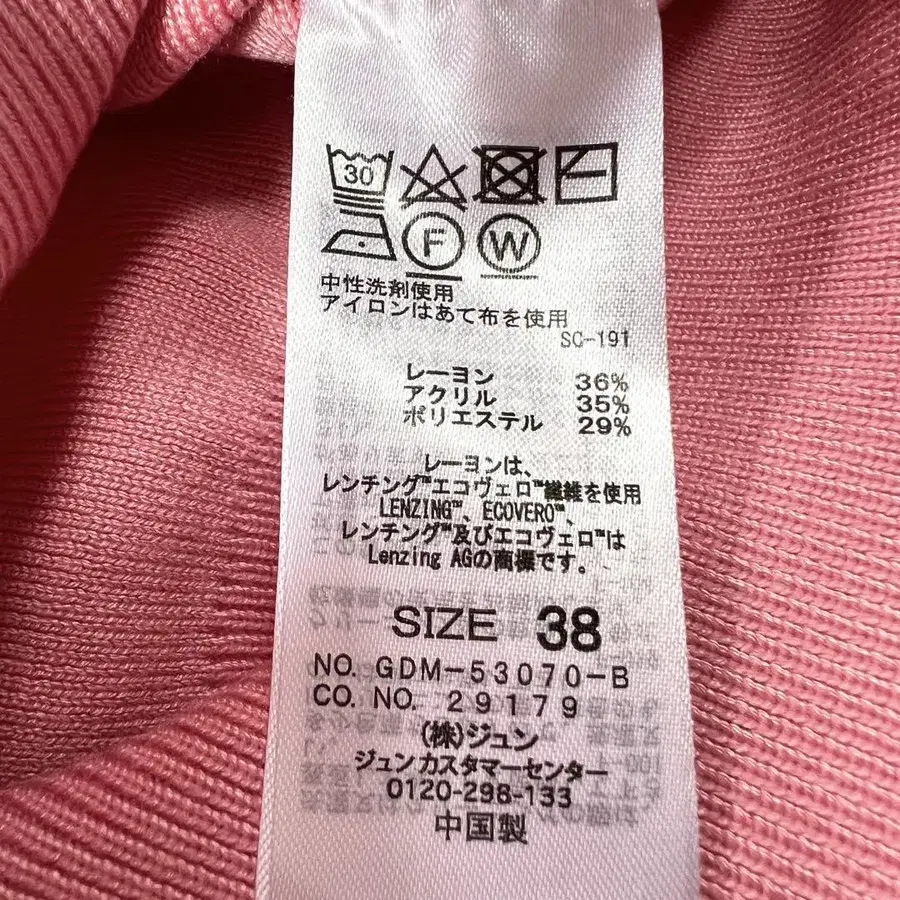 30
F W
中性洗剤使用
アイロンはあて布を使用
SC-191
レーヨン 36%
アクリル 35%
ポリエステル 29%
レーヨンは、
レンチング™エコヴェロ™繊維を使用
LENZING™、ECOVERO™、
レンチング™及びエコヴェロ™は
Lenzing AGの商標です。
SIZE 38
NO. GDM-53070-B
CO. NO. 29179
(株)ジュン
ジュンカスタマーセンター
0120-298-133
中国製